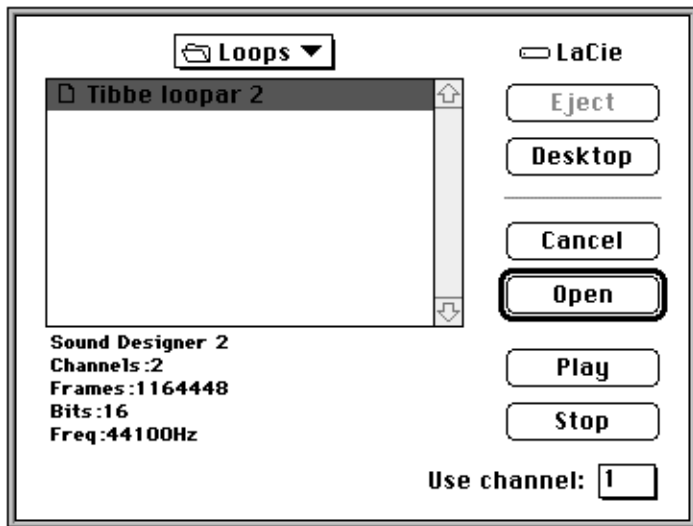 Loops
LaCie
Tibbe loopar 2
Eject
Desktop
Cancel
Open
Sound Designer 2
Channels:2
Frames:1164448
Bits:16
Freq:44100Hz
Play
Stop
Use channel: 1